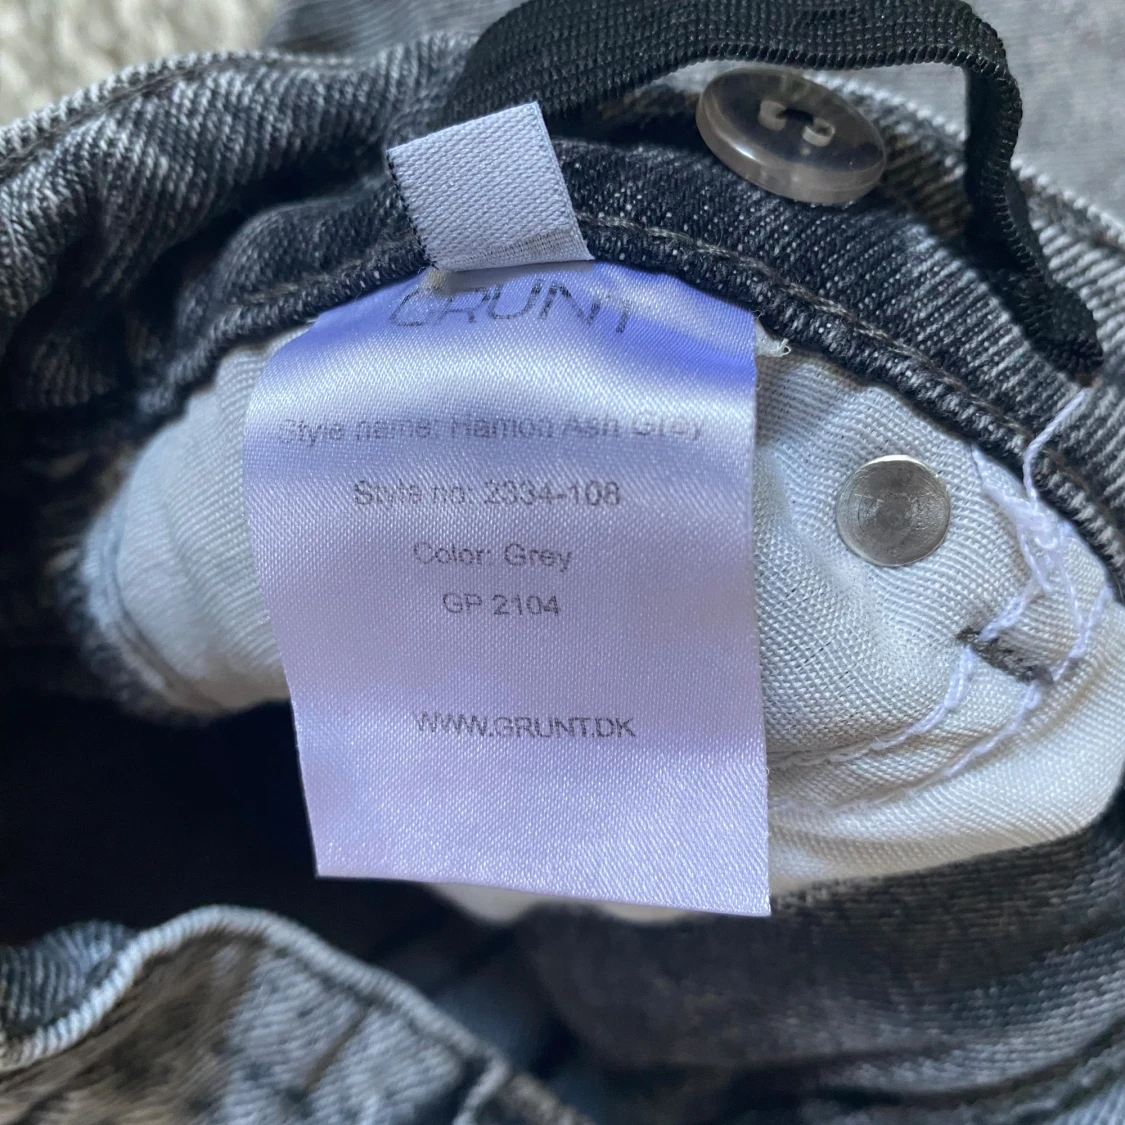 GRUNT
Style name: Hamon Ash Grey
Style no: 2334-108
Color: Grey
GP 2104
WWW.GRUNT.DK